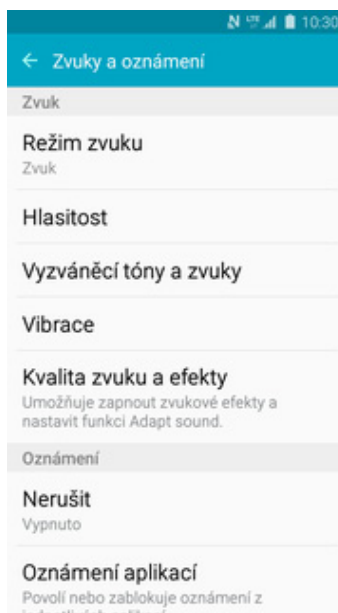 LTE 10:30
Zvuky a oznámení
Zvuk
Režim zvuku
Zvuk
Hlasitost
Vyzváněcí tóny a zvuky
Vibrace
Kvalita zvuku a efekty
Umožňuje zapnout zvukové efekty a
nastavit funkci Adapt sound.
Oznámení
Nerušit
Vypnuto
Oznámení aplikací
Povolí nebo zablokuje oznámení z